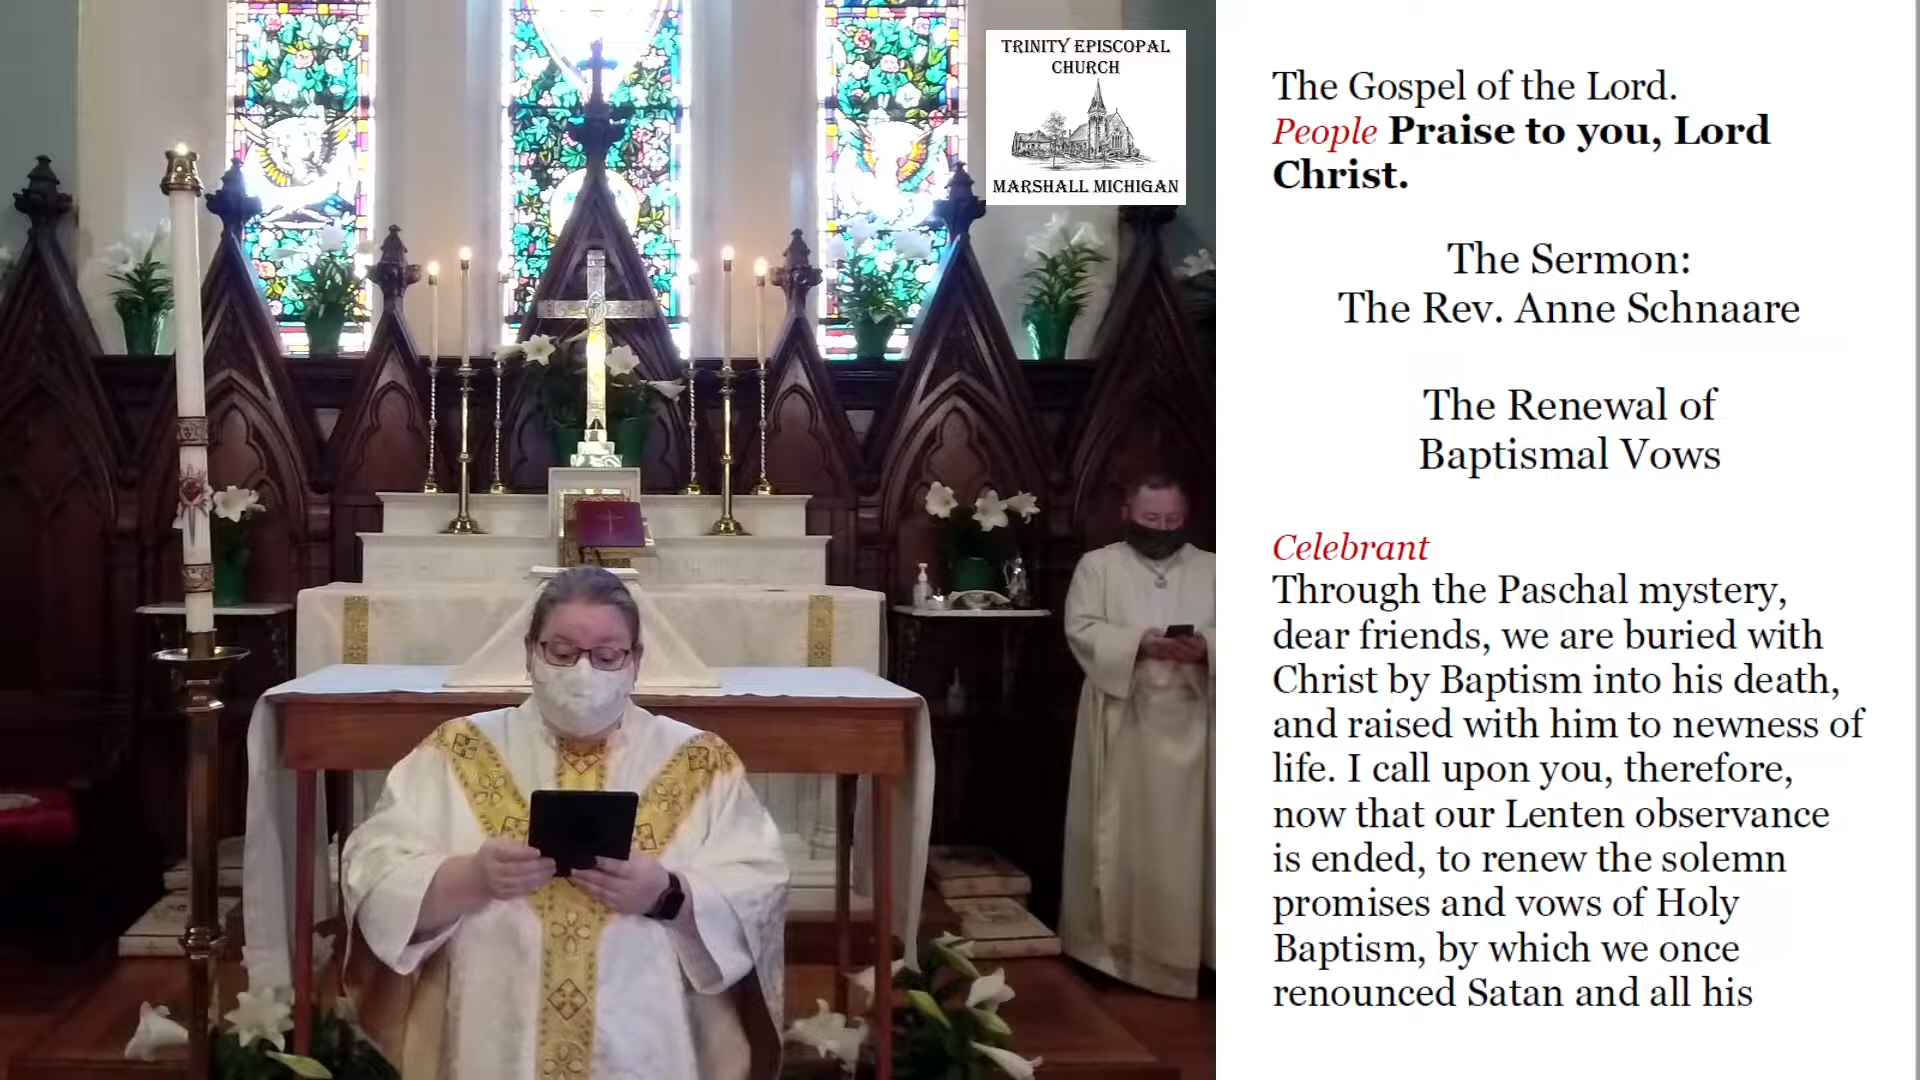 TRINITY EPISCOPAL
CHURCH
MARSHALL MICHIGAN
The Gospel of the Lord.
People Praise to you, Lord
Christ.
The Sermon:
The Rev. Anne Schnaare
The Renewal of
Baptismal Vows
Celebrant
Through the Paschal mystery,
dear friends, we are buried with
Christ by Baptism into his death,
and raised with him to newness of
life. I call upon you, therefore,
now that our Lenten observance
is ended, to renew the solemn
promises and vows of Holy
Baptism, by which we once
renounced Satan and all his